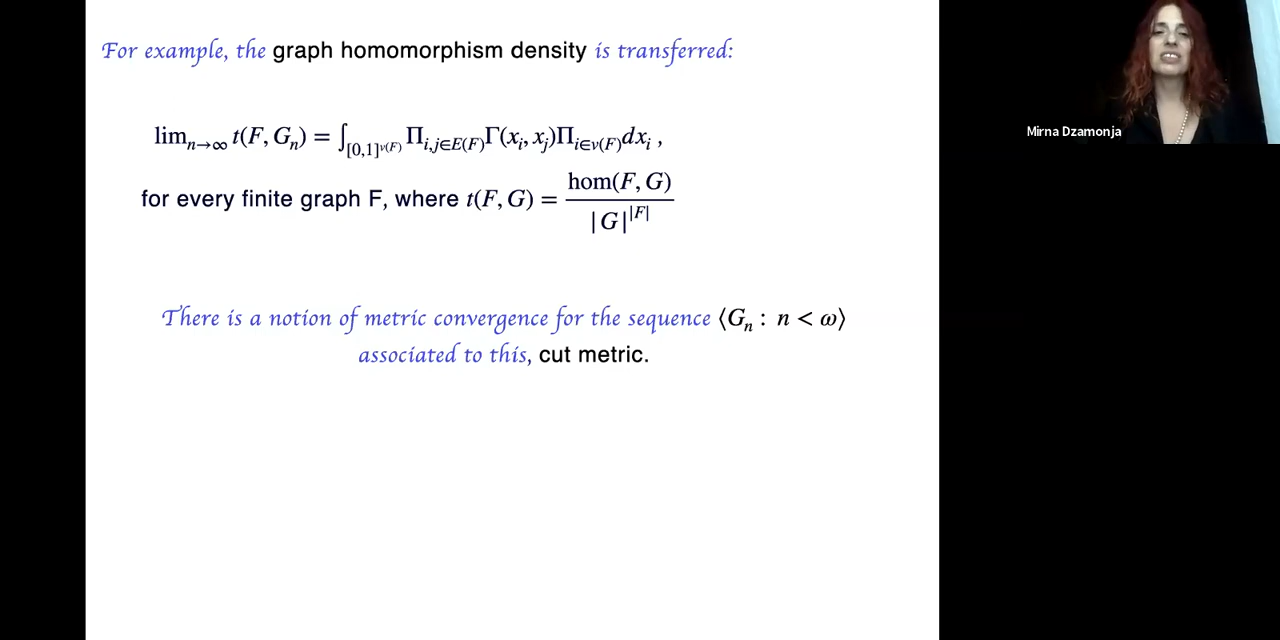 For example, the graph homomorphism density is transferred:
lim_{n→∞} t(F, G_n) = ∫_{[0,1]^{v(F)}} Π_{i,j∈E(F)} Γ(x_i, x_j) Π_{i∈v(F)} dx_i ,
for every finite graph F, where t(F, G) = hom(F, G) / |G|^{|F|}
There is a notion of metric convergence for the sequence ⟨G_n : n < ω⟩
associated to this, cut metric.
Mirna Dzamonja